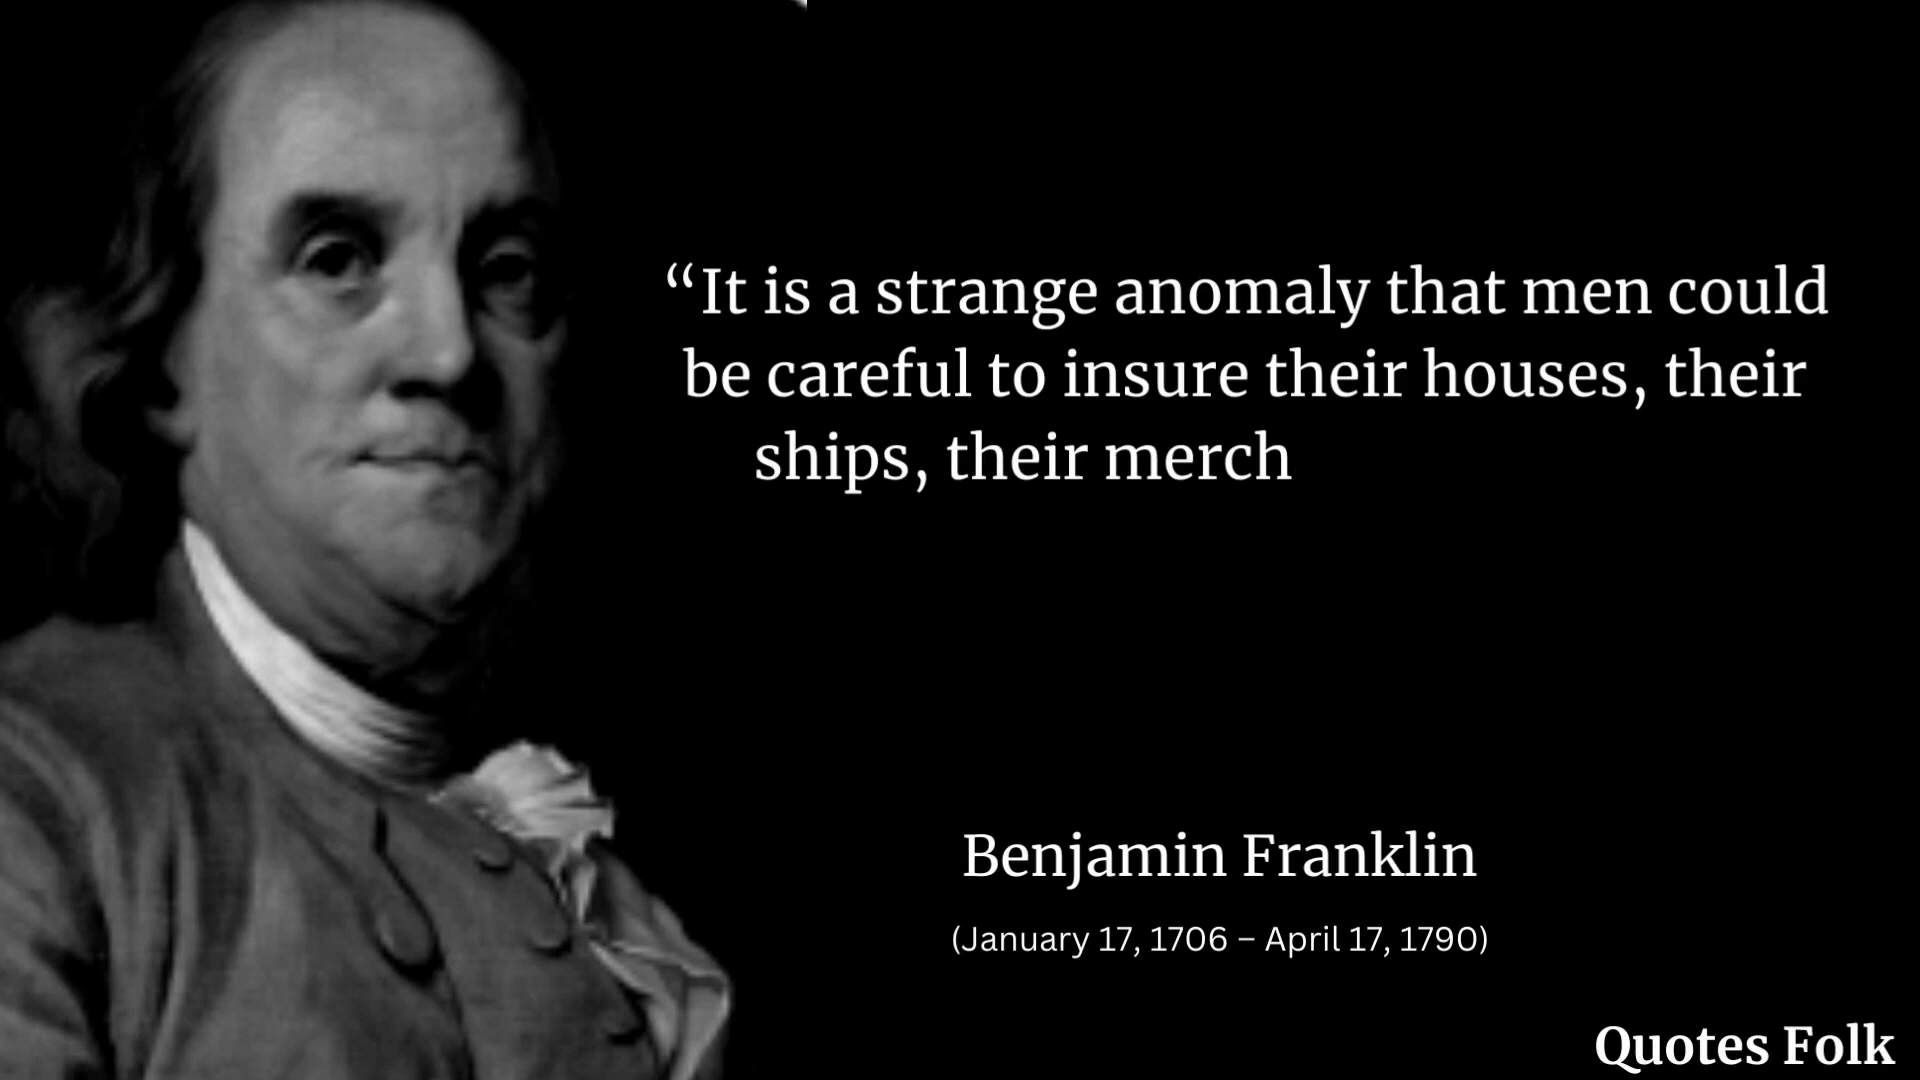 “It is a strange anomaly that men could
be careful to insure their houses, their
ships, their merch
Benjamin Franklin
(January 17, 1706 – April 17, 1790)
Quotes Folk